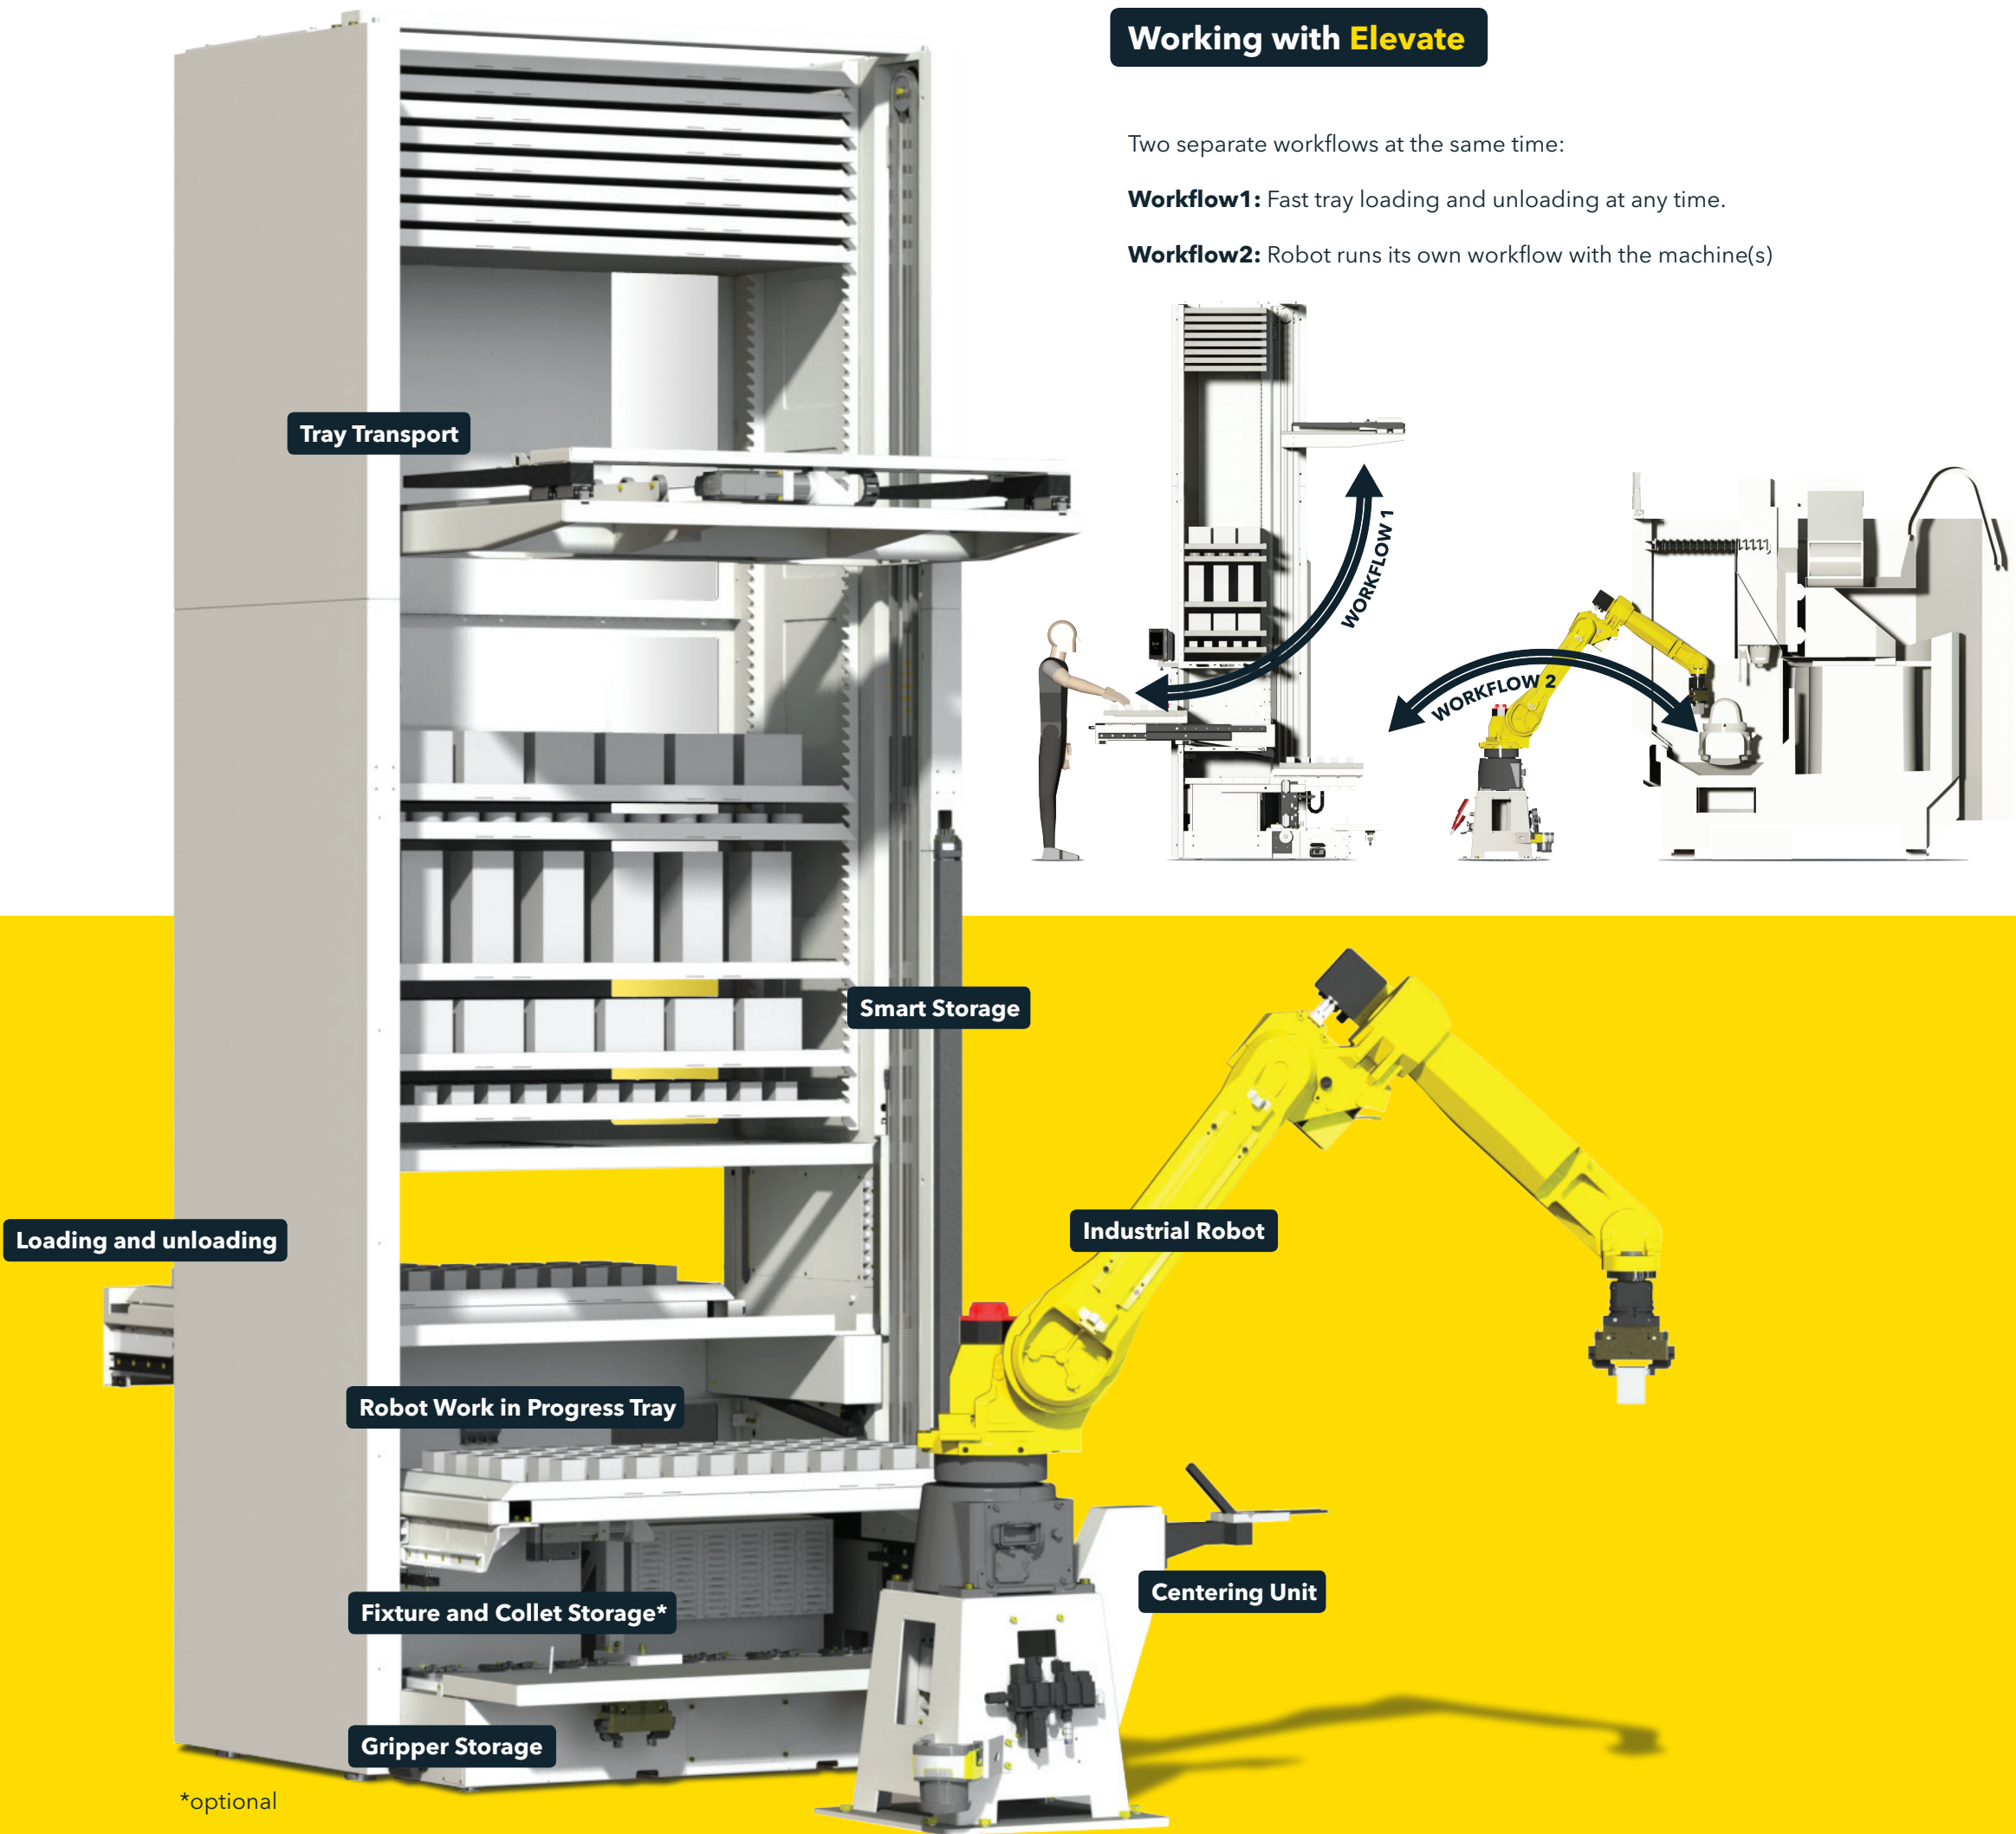 Working with Elevate
Two separate workflows at the same time:
Workflow1: Fast tray loading and unloading at any time.
Workflow2: Robot runs its own workflow with the machine(s)
WORKFLOW 1
WORKFLOW 2
Tray Transport
Smart Storage
Loading and unloading
Industrial Robot
Robot Work in Progress Tray
Centering Unit
Fixture and Collet Storage*
Gripper Storage
*optional